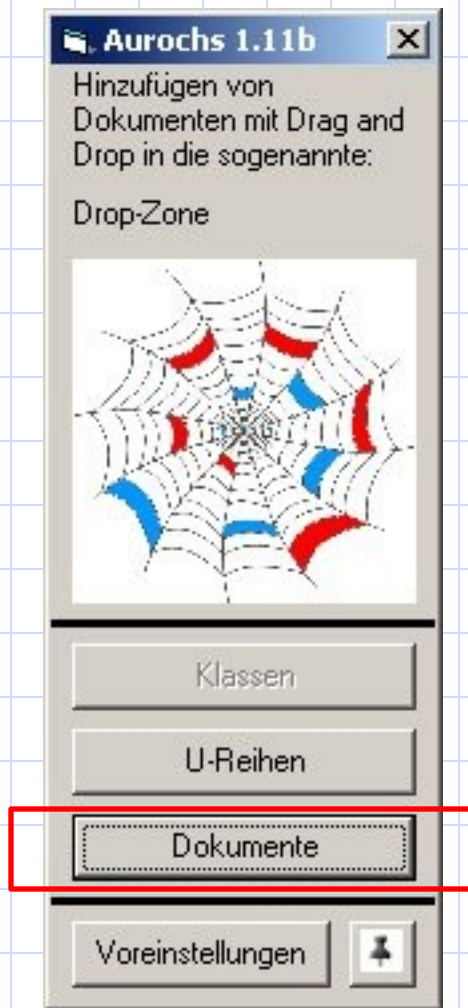 Aurochs 1.11b
Hinzufügen von
Dokumenten mit Drag and
Drop in die sogenannte:
Drop-Zone
Klassen
U-Reihen
Dokumente
Voreinstellungen